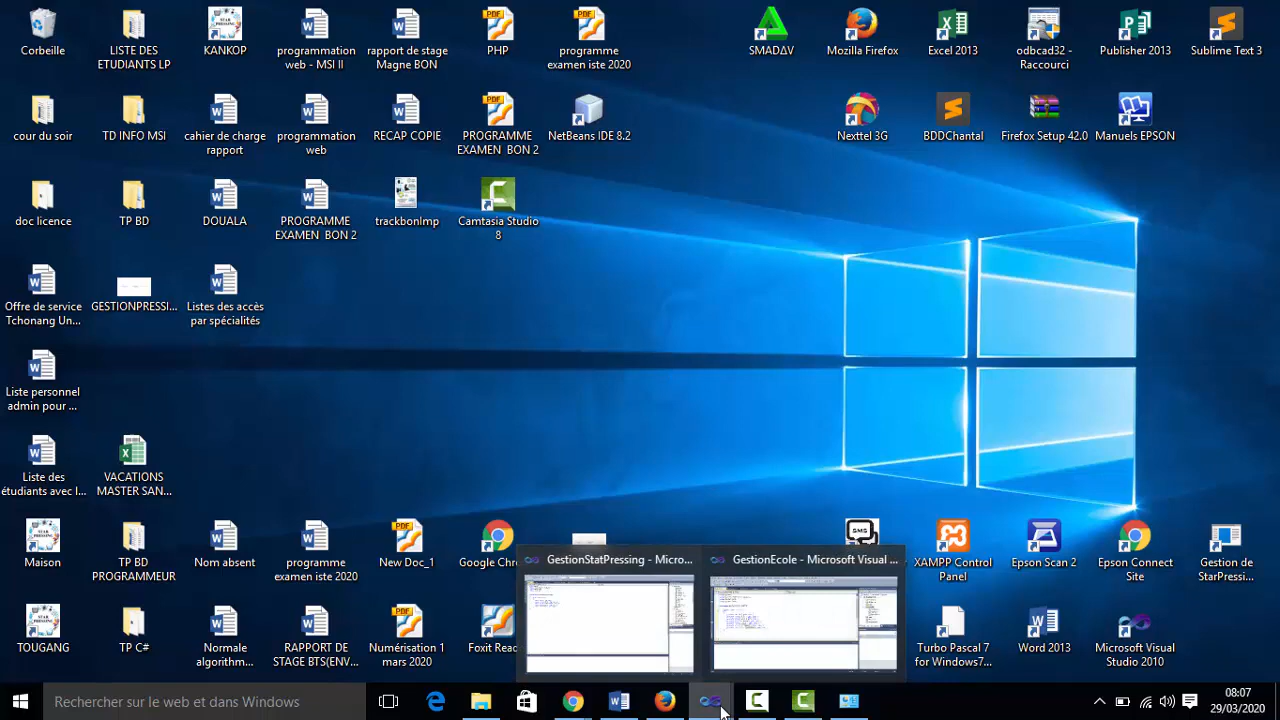 Corbeille
LISTE DES
ETUDIANTS LP
KANKOP
programmation
web - MSI II
rapport de stage
Magne BON
PHP
programme
examen iste 2020
SMADΔV
Mozilla Firefox
Excel 2013
odbcad32 -
Raccourci
Publisher 2013
Sublime Text 3
cour du soir
TD INFO MSI
cahier de charge
rapport
programmation
web
RECAP COPIE
PROGRAMME
EXAMEN BON 2
NetBeans IDE 8.2
Nexttel 3G
BDDChantal
Firefox Setup 42.0
Manuels EPSON
doc licence
TP BD
DOUALA
PROGRAMME
EXAMEN BON 2
trackbonImp
Camtasia Studio
8
Offre de service
Tchonang Un...
GESTIONPRESSI...
Listes des accès
par spécialités
Liste personnel
admin pour ...
Liste des
étudiants avec l...
VACATIONS
MASTER SAN...
Maison
TP BD
PROGRAMMEUR
Nom absent
programme
examen iste 2020
New Doc_1
Google Chro
SMS
XAMPP Control
Panel
Epson Scan 2
Epson Connect
Site
Gestion de
StarPressi...
GestionStatPressing - Micro...
GestionEcole - Microsoft Visual ...
TOUGANG
TP C#
Normale
algorithm...
RAPPORT DE
STAGE BTS(ENV...
Numérisation 1
mars 2020
Foxit Read
Turbo Pascal 7
for Windows7...
Word 2013
Microsoft Visual
Studio 2010
Rechercher sur le web et dans Windows
08:07
29/03/2020